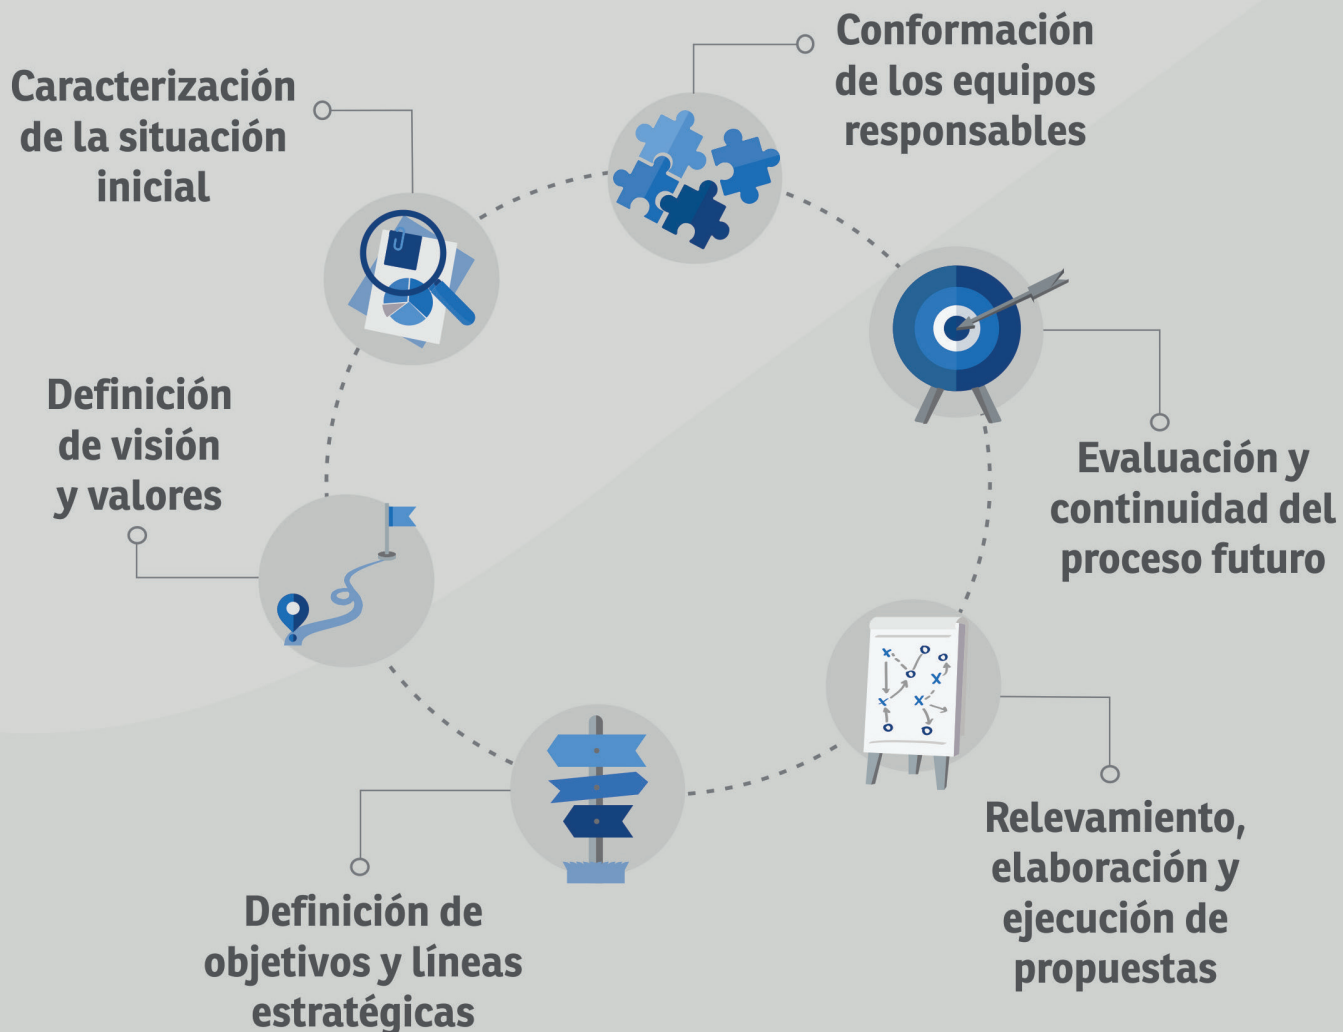 Conformación
de los equipos
responsables
Caracterización
de la situación
inicial
Definición
de visión
y valores
Evaluación y
continuidad del
proceso futuro
Relevamiento,
elaboración y
ejecución de
propuestas
Definición de
objetivos y líneas
estratégicas